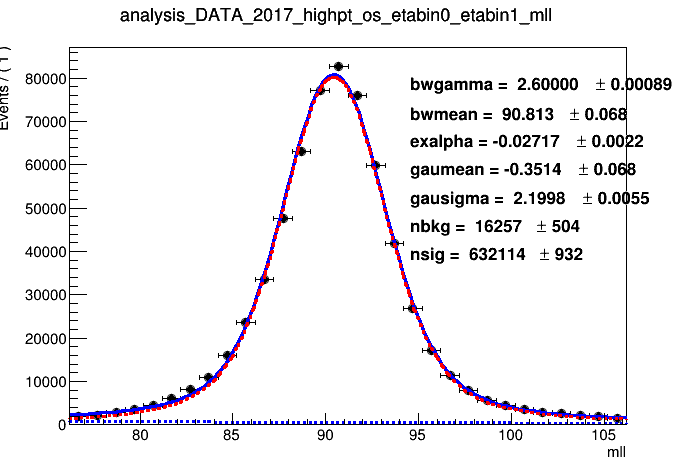 analysis_DATA_2017_highpt_os_etabin0_etabin1_mll
Events / ( 1 )
80000
70000
60000
50000
40000
30000
20000
10000
0
bwgamma = 2.60000 ± 0.00089
bwmean = 90.813 ± 0.068
exalpha = -0.02717 ± 0.0022
gaumean = -0.3514 ± 0.068
gausigma = 2.1998 ± 0.0055
nbkg = 16257 ± 504
nsig = 632114 ± 932
80 85 90 95 100 105
mll